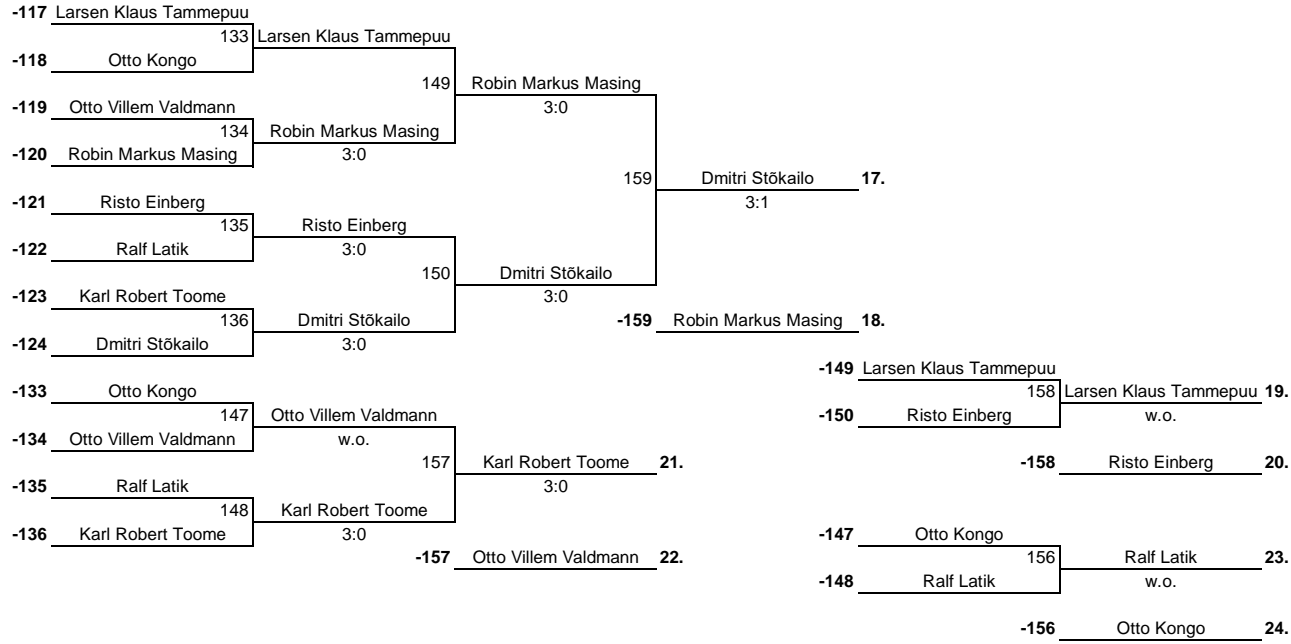 -117 Larsen Klaus Tammepuu
133 Larsen Klaus Tammepuu
-118 Otto Kongo
149 Robin Markus Masing
-119 Otto Villem Valdmann 3:0
134 Robin Markus Masing
-120 Robin Markus Masing 3:0
159 Dmitri Stõkailo 17.
-121 Risto Einberg 3:1
135 Risto Einberg
-122 Ralf Latik 3:0
150 Dmitri Stõkailo
-123 Karl Robert Toome 3:0
136 Dmitri Stõkailo -159 Robin Markus Masing 18.
-124 Dmitri Stõkailo 3:0
-149 Larsen Klaus Tammepuu
-133 Otto Kongo 158 Larsen Klaus Tammepuu 19.
147 Otto Villem Valdmann -150 Risto Einberg w.o.
-134 Otto Villem Valdmann w.o.
157 Karl Robert Toome 21. -158 Risto Einberg 20.
-135 Ralf Latik 3:0
148 Karl Robert Toome
-136 Karl Robert Toome 3:0 -147 Otto Kongo
-157 Otto Villem Valdmann 22. 156 Ralf Latik 23.
-148 Ralf Latik w.o.
-156 Otto Kongo 24.